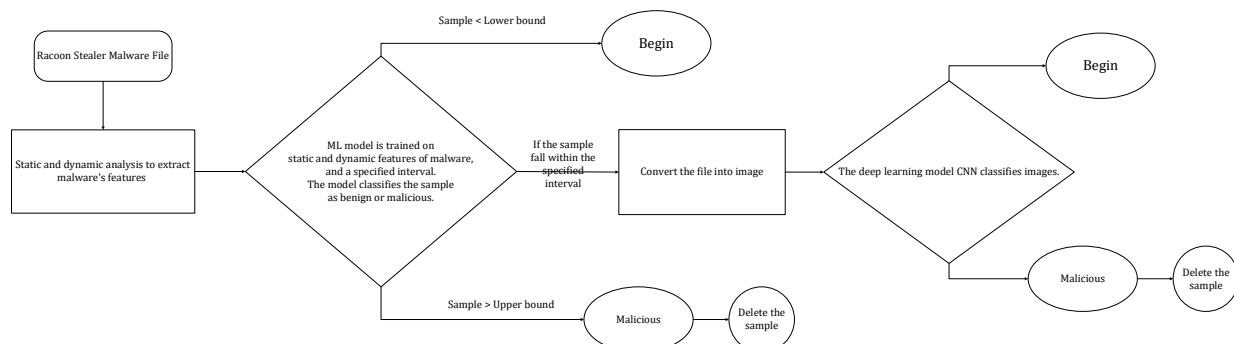 Racoon Stealer Malware File
Static and dynamic analysis to extract
malware's features
ML model is trained on
static and dynamic features of malware,
and a specified interval.
The model classifies the sample
as benign or malicious.
Sample < Lower bound
Begin
If the sample
fall within the
specified
interval
Sample > Upper bound
Malicious
Delete the
sample
Convert the file into image
The deep learning model CNN classifies images.
Begin
Malicious
Delete the
sample